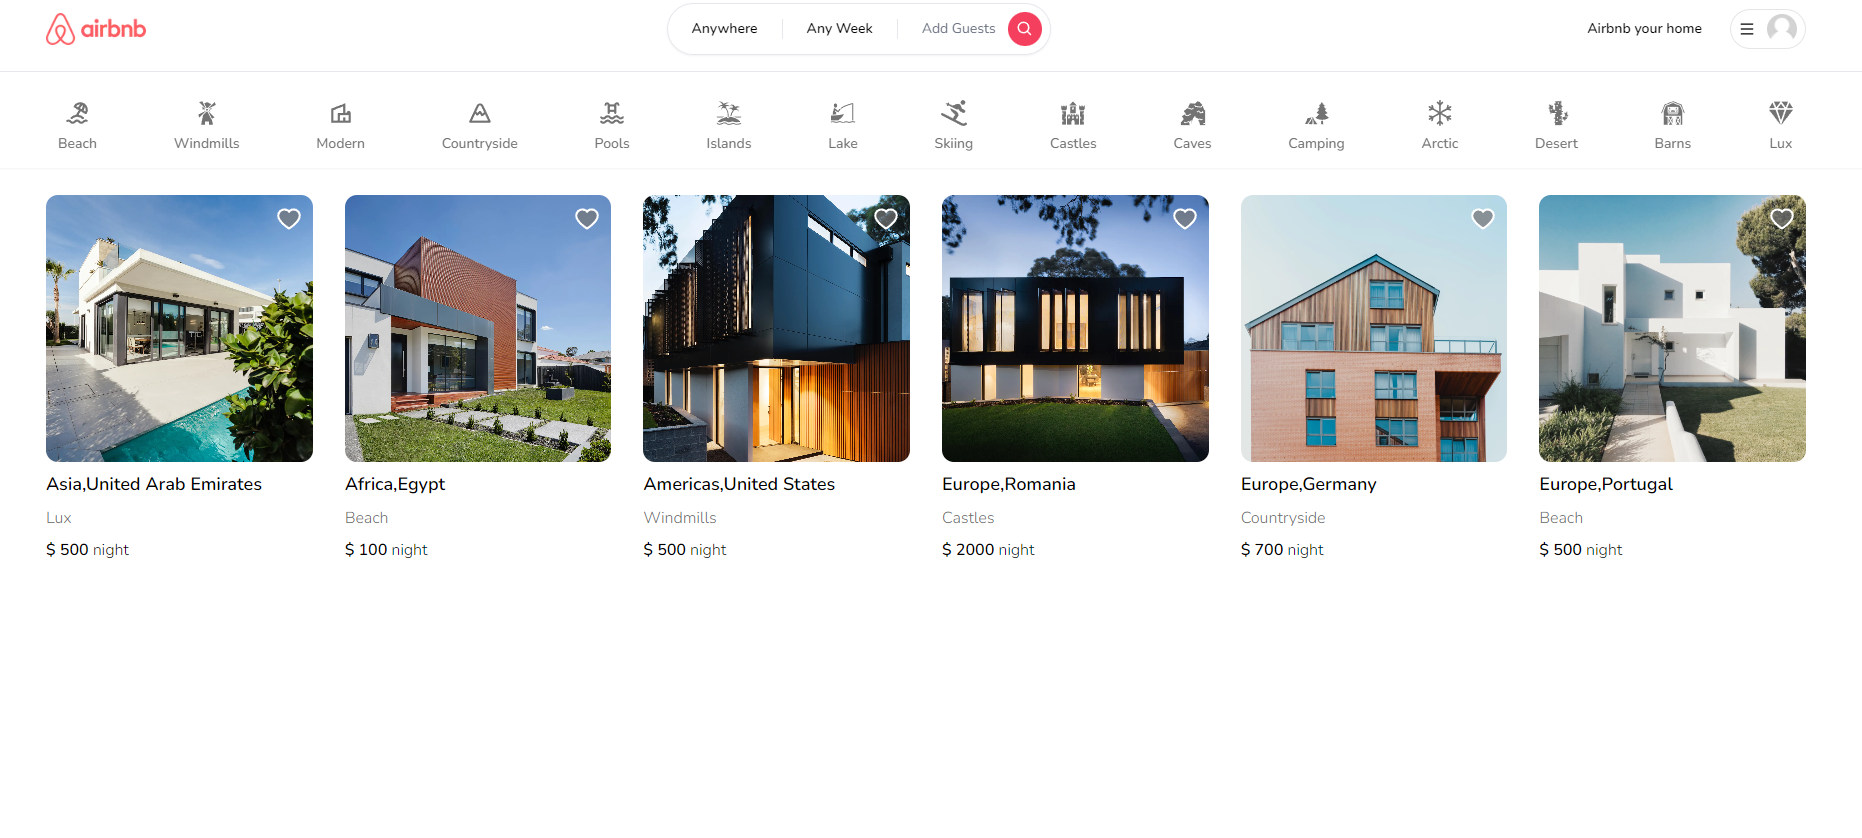 airbnb
Anywhere
Any Week
Add Guests
Airbnb your home
Beach
Windmills
Modern
Countryside
Pools
Islands
Lake
Skiing
Castles
Caves
Camping
Arctic
Desert
Barns
Lux
Asia,United Arab Emirates
Lux
$ 500 night
Africa,Egypt
Beach
$ 100 night
Americas,United States
Windmills
$ 500 night
Europe,Romania
Castles
$ 2000 night
Europe,Germany
Countryside
$ 700 night
Europe,Portugal
Beach
$ 500 night